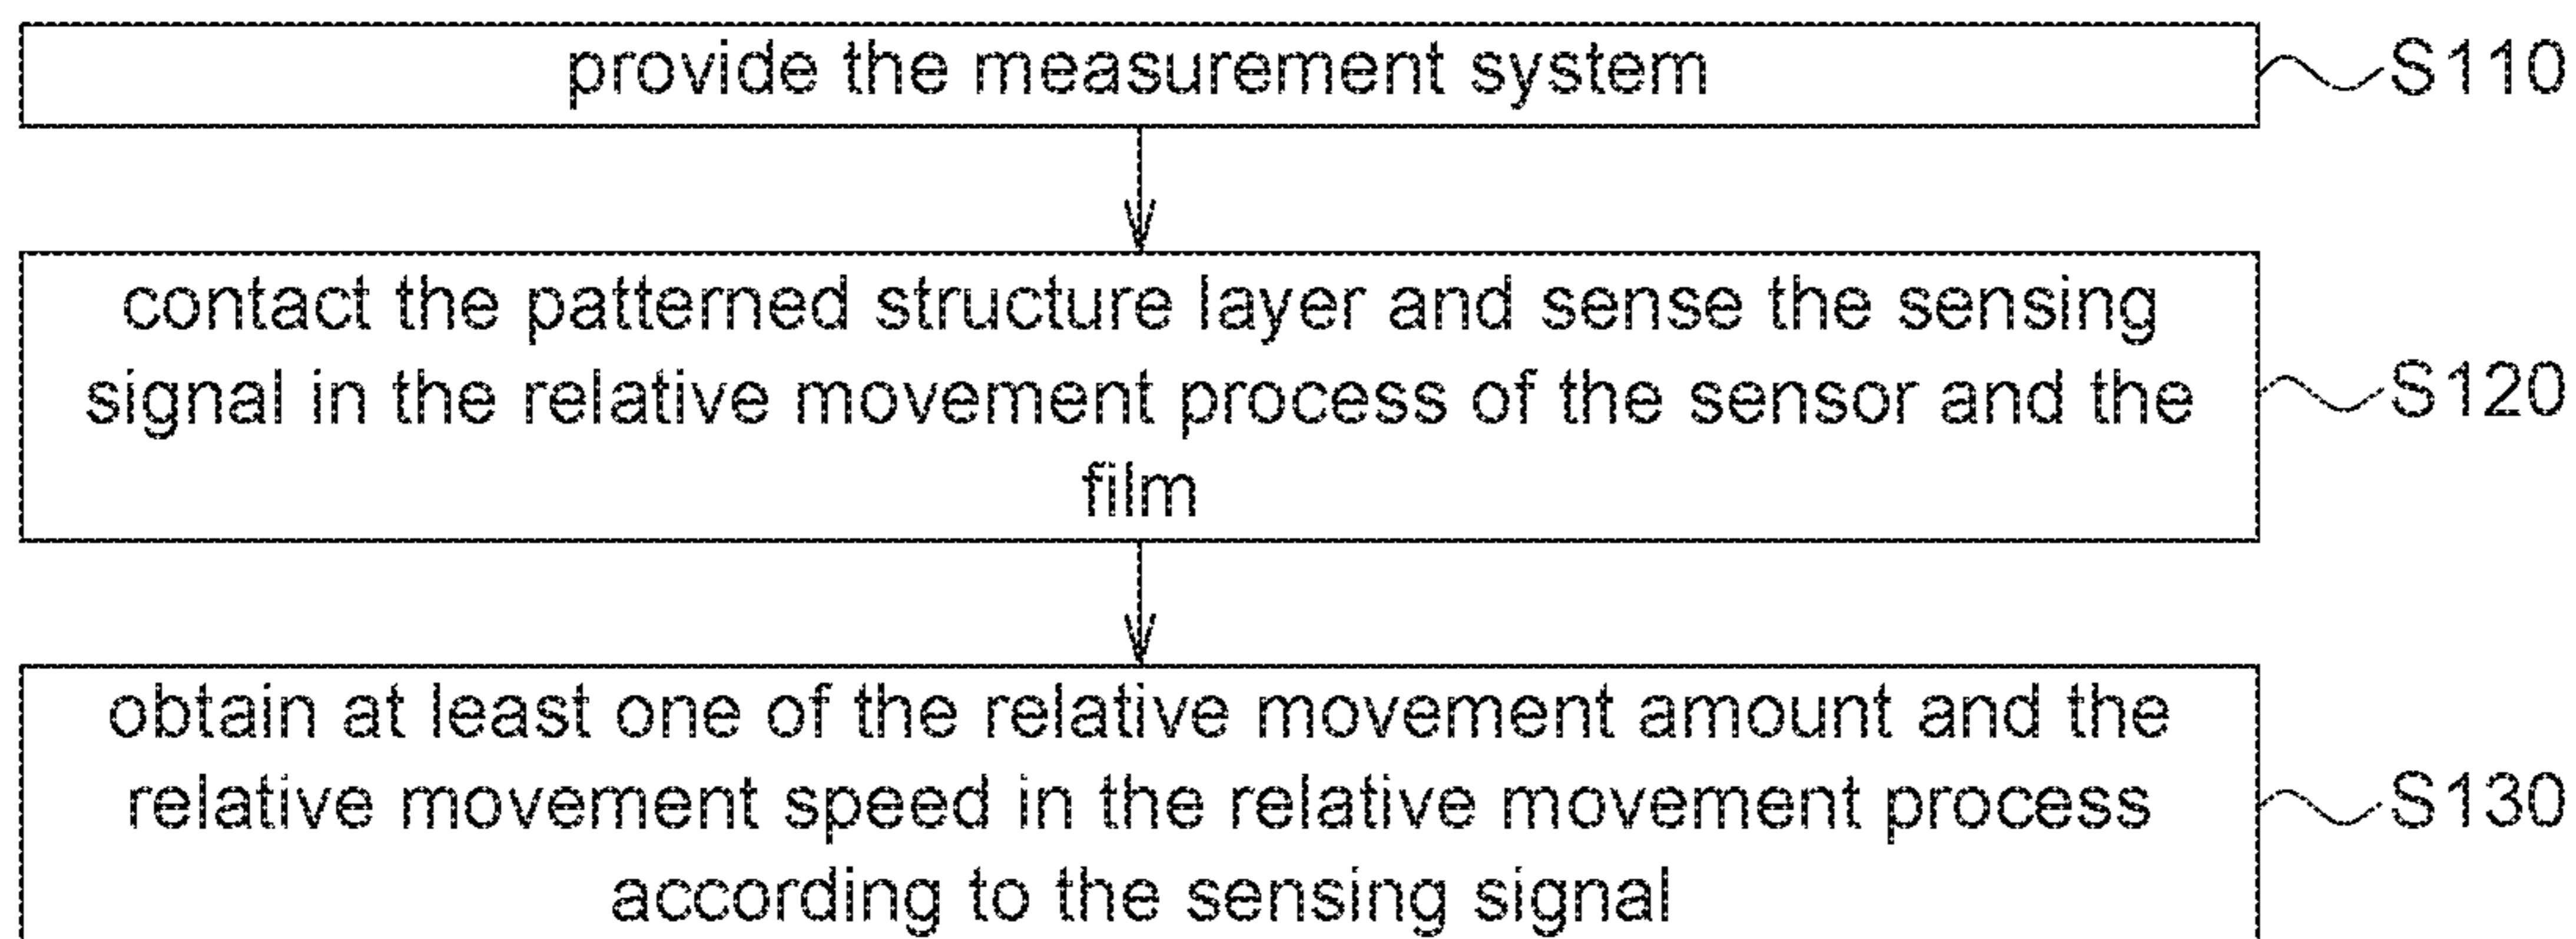 provide the measurement system
S110
contact the patterned structure layer and sense the sensing
signal in the relative movement process of the sensor and the
film
S120
obtain at least one of the relative movement amount and the
relative movement speed in the relative movement process
according to the sensing signal
S130